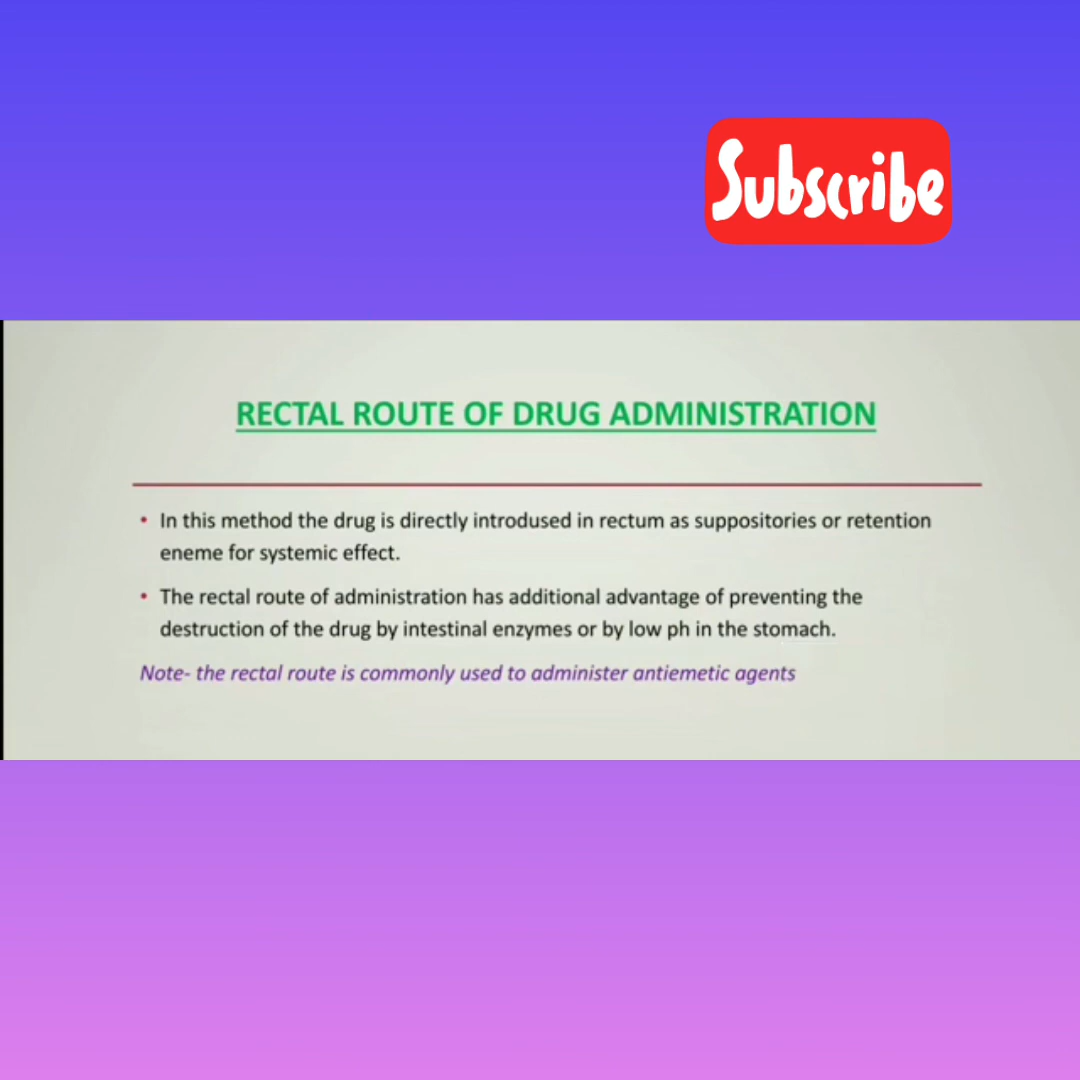 Subscribe
RECTAL ROUTE OF DRUG ADMINISTRATION
• In this method the drug is directly introdused in rectum as suppositories or retention
eneme for systemic effect.
• The rectal route of administration has additional advantage of preventing the
destruction of the drug by intestinal enzymes or by low ph in the stomach.
Note- the rectal route is commonly used to administer antiemetic agents